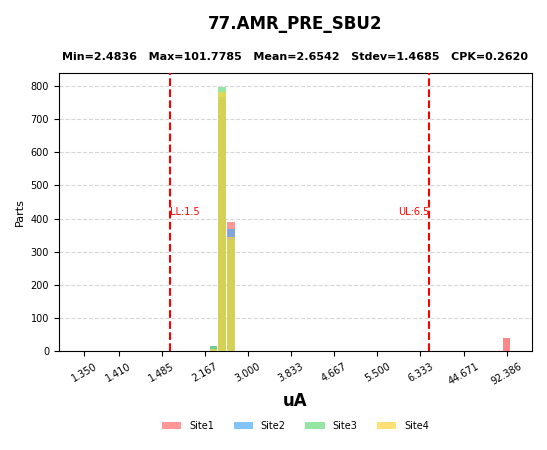 77.AMR_PRE_SBU2
Min=2.4836 Max=101.7785 Mean=2.6542 Stdev=1.4685 CPK=0.2620
800
700
600
500
400
300
200
100
0
Parts
LL:1.5
UL:6.5
1.350 1.410 1.485 2.167 3.000 3.833 4.667 5.500 6.333 44.671 92.386
uA
Site1 Site2 Site3 Site4